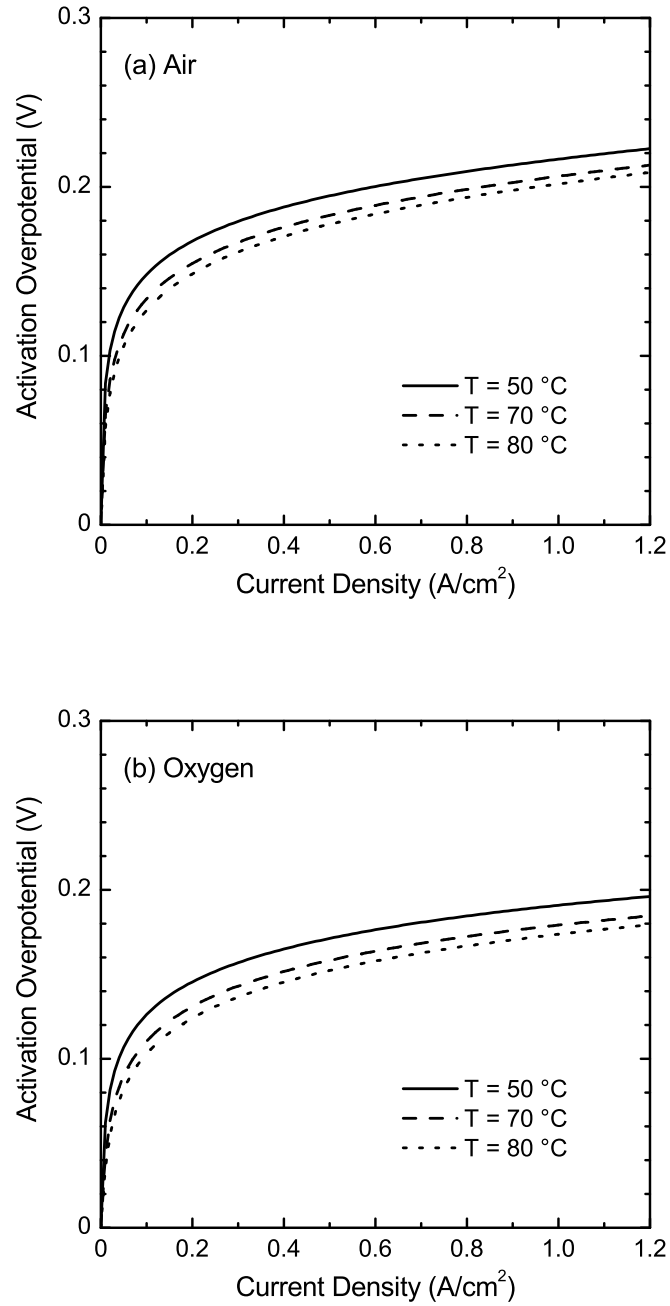 (a) Air
0.3
0.2
0.1
0
Activation Overpotential (V)
T = 50 °C
T = 70 °C
T = 80 °C
0 0.2 0.4 0.6 0.8 1.0 1.2
Current Density (A/cm²)
(b) Oxygen
0.3
0.2
0.1
0
Activation Overpotential (V)
T = 50 °C
T = 70 °C
T = 80 °C
0 0.2 0.4 0.6 0.8 1.0 1.2
Current Density (A/cm²)